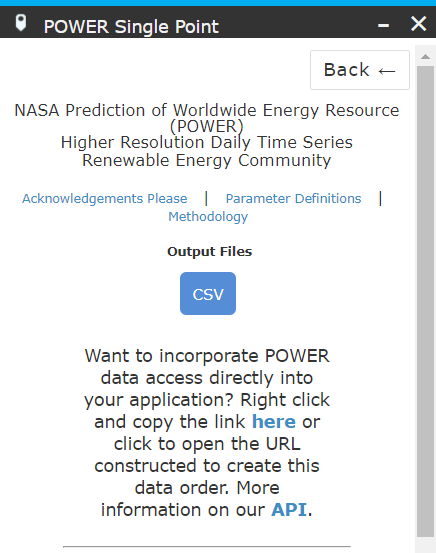 POWER Single Point
Back ←
NASA Prediction of Worldwide Energy Resource
(POWER)
Higher Resolution Daily Time Series
Renewable Energy Community
Acknowledgements Please | Parameter Definitions |
Methodology
Output Files
CSV
Want to incorporate POWER
data access directly into
your application? Right click
and copy the link here or
click to open the URL
constructed to create this
data order. More
information on our API.